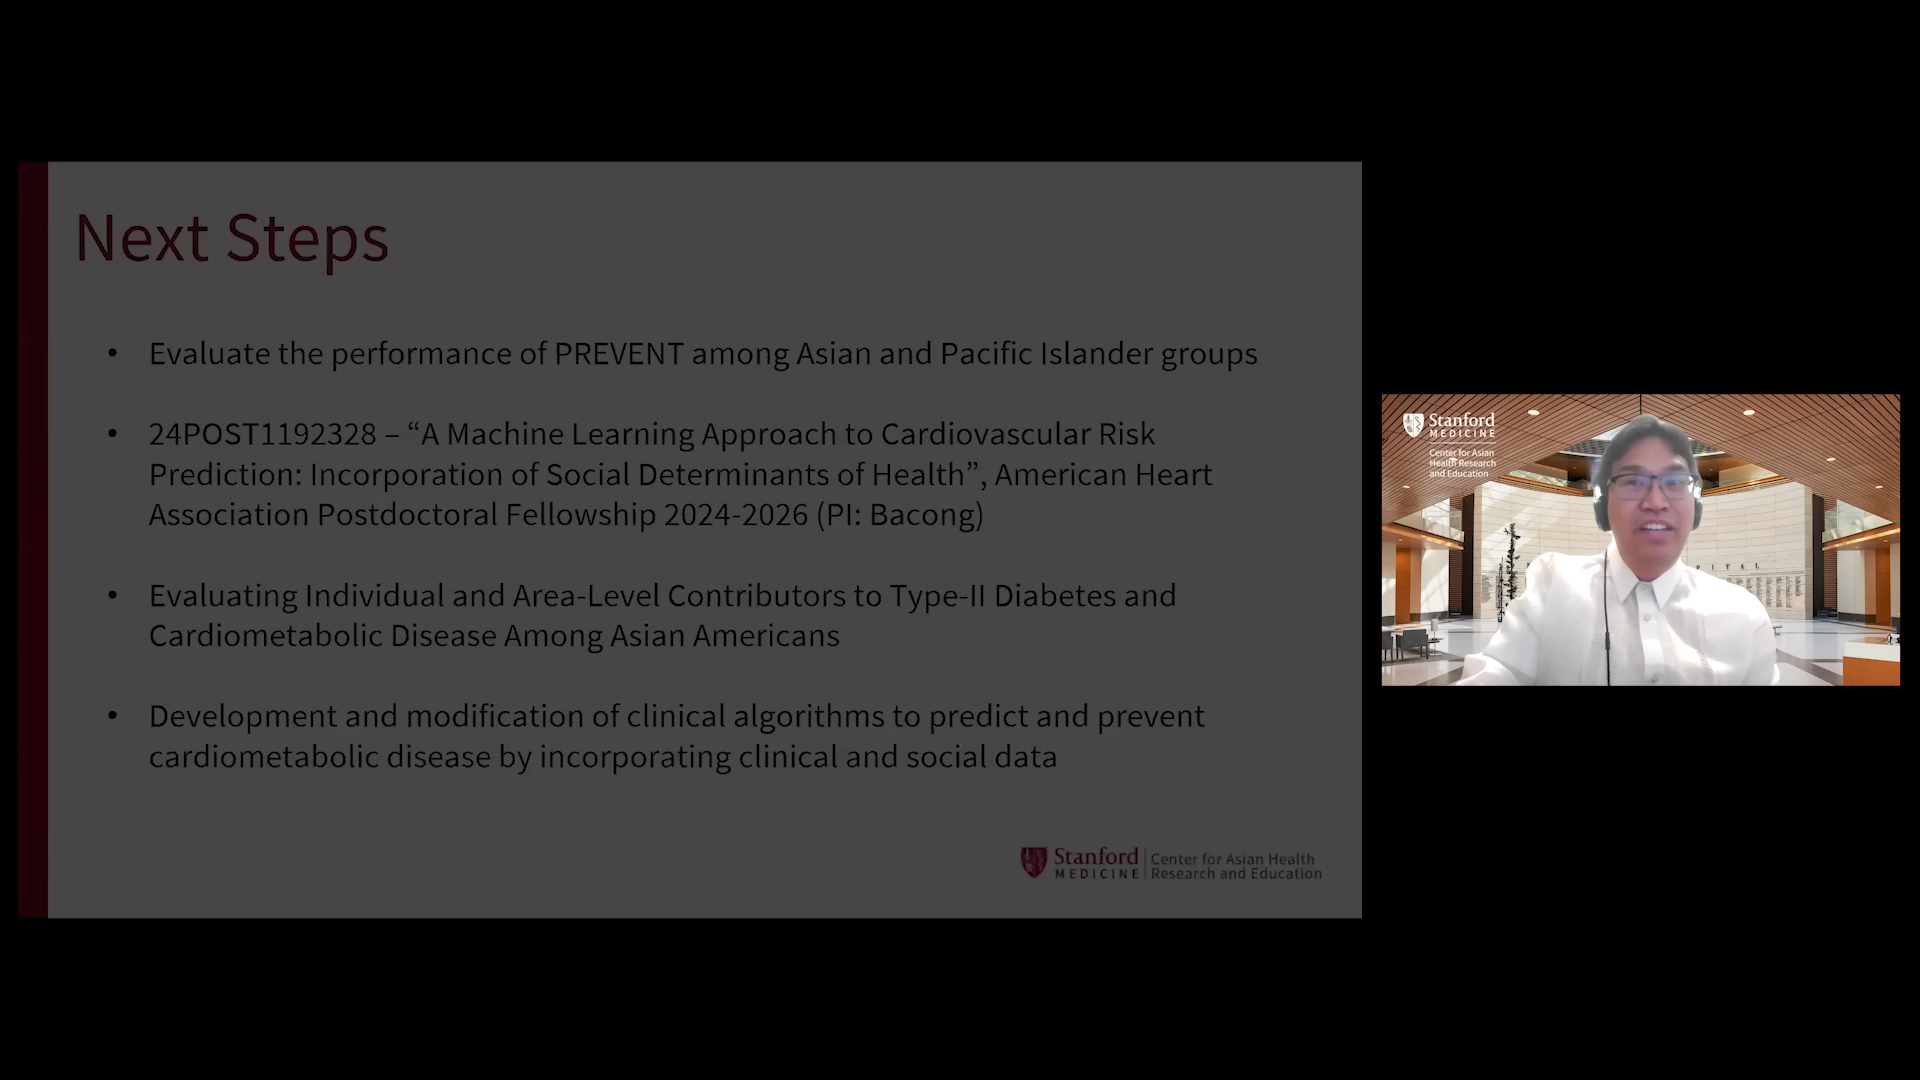 Next Steps
• Evaluate the performance of PREVENT among Asian and Pacific Islander groups
• 24POST1192328 – “A Machine Learning Approach to Cardiovascular Risk
Prediction: Incorporation of Social Determinants of Health”, American Heart
Association Postdoctoral Fellowship 2024-2026 (PI: Bacong)
• Evaluating Individual and Area-Level Contributors to Type-II Diabetes and
Cardiometabolic Disease Among Asian Americans
• Development and modification of clinical algorithms to predict and prevent
cardiometabolic disease by incorporating clinical and social data
Stanford
MEDICINE
Center for Asian Health
Research and Education
Stanford
MEDICINE
Center for Asian
Health Research
and Education
PITAL